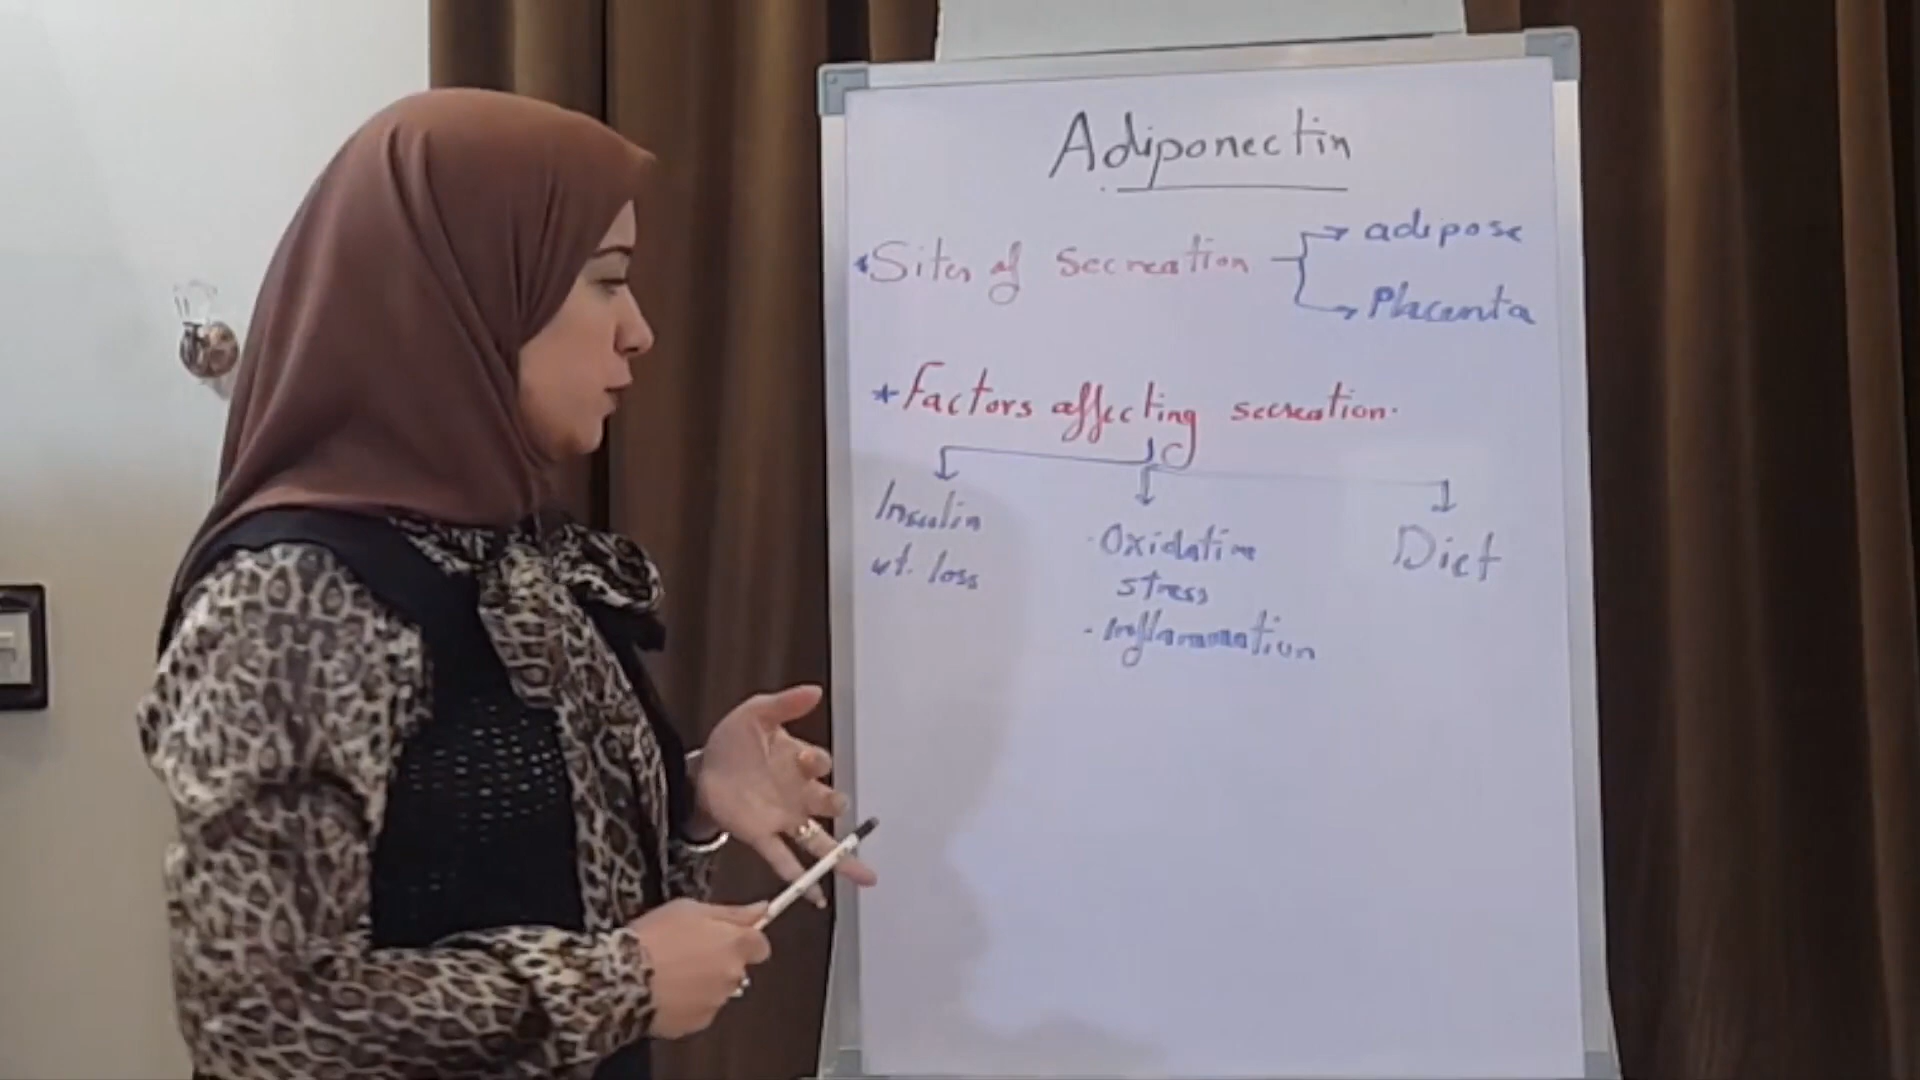 Adiponectin
*Sites of secreation
adipose
Placenta
*Factors affecting secreation.
Insulin
wt. loss
- Oxidative
stress
- Inflammation
Diet